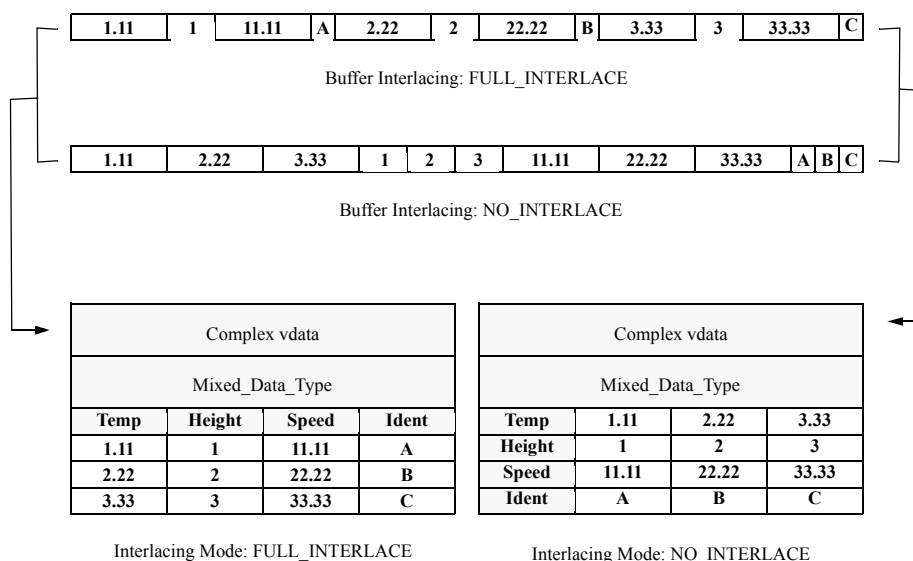 1.11 1 11.11 A 2.22 2 22.22 B 3.33 3 33.33 C
Buffer Interlacing: FULL_INTERLACE
1.11 2.22 3.33 1 2 3 11.11 22.22 33.33 A B C
Buffer Interlacing: NO_INTERLACE
Complex vdata
Mixed_Data_Type
Temp Height Speed Ident
1.11 1 11.11 A
2.22 2 22.22 B
3.33 3 33.33 C
Interlacing Mode: FULL_INTERLACE
Complex vdata
Mixed_Data_Type
Temp 1.11 2.22 3.33
Height 1 2 3
Speed 11.11 22.22 33.33
Ident A B C
Interlacing Mode: NO_INTERLACE